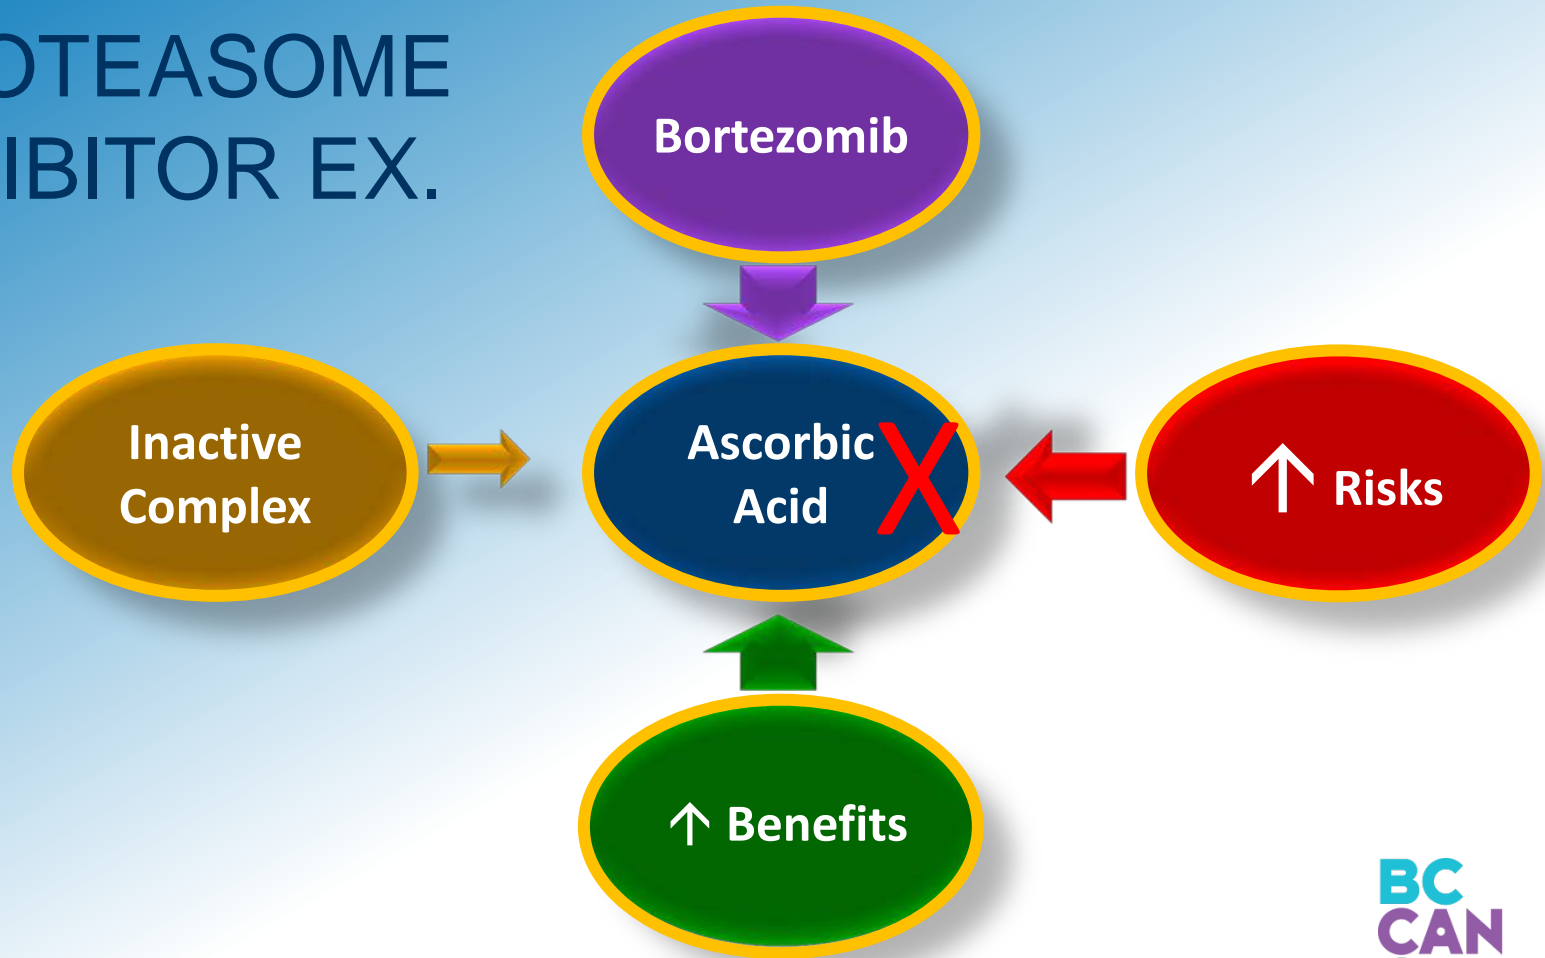 OTEASOME
IBITOR EX.
Bortezomib
Inactive
Complex
Ascorbic
Acid
X
↑ Risks
↑ Benefits
BC
CAN